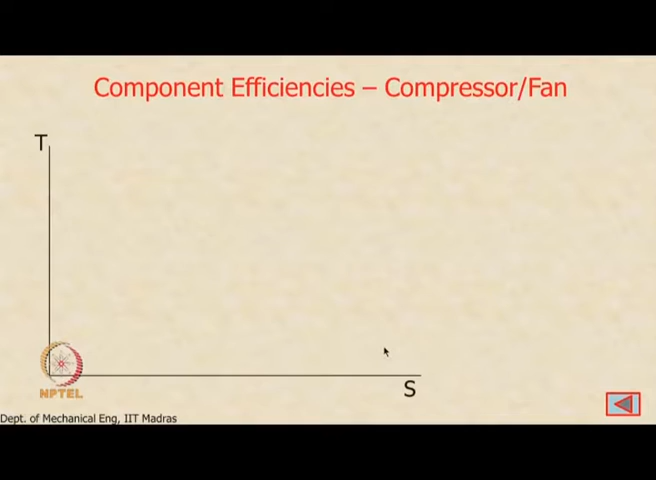 Component Efficiencies – Compressor/Fan
T
NPTEL
S
Dept. of Mechanical Eng, IIT Madras